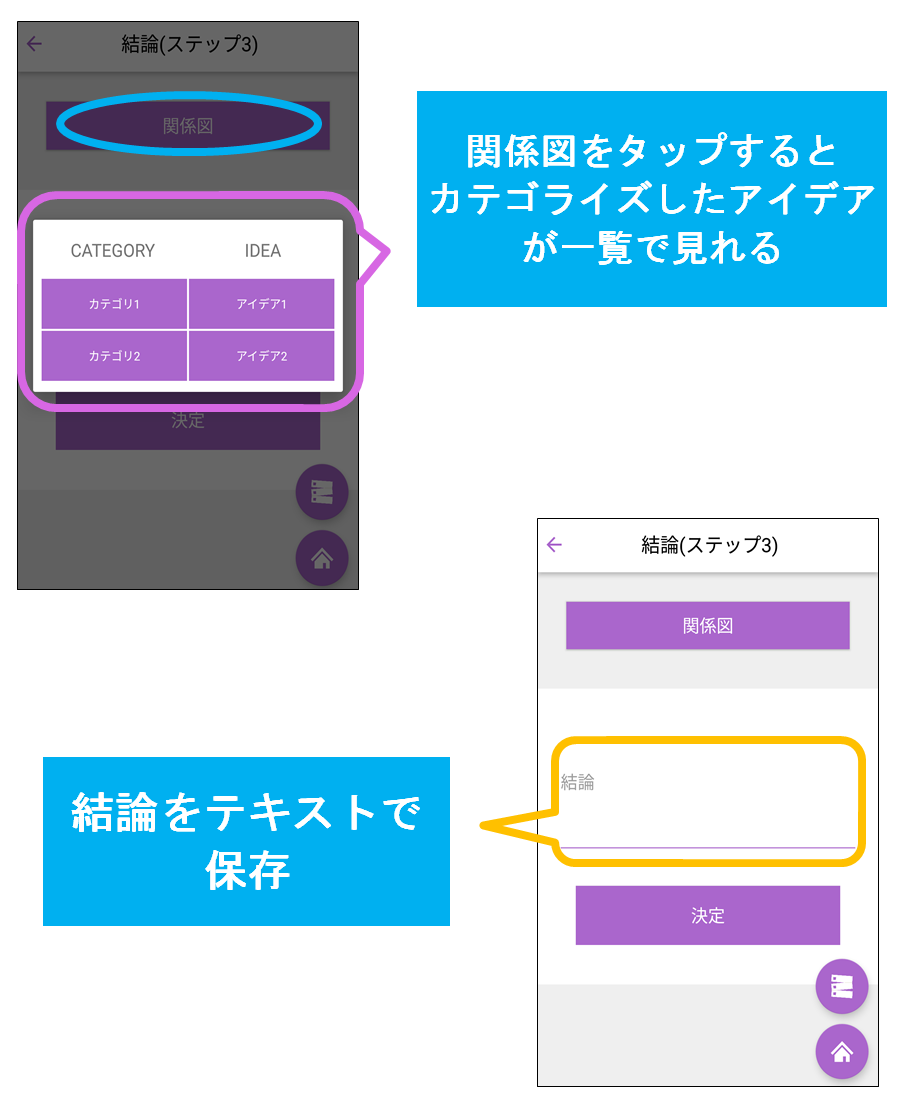 結論(ステップ3)
関係図
CATEGORY IDEA
カテゴリ1 アイデア1
カテゴリ2 アイデア2
決定
関係図をタップすると
カテゴライズしたアイデア
が一覧で見れる
結論(ステップ3)
関係図
結論
決定
結論をテキストで
保存